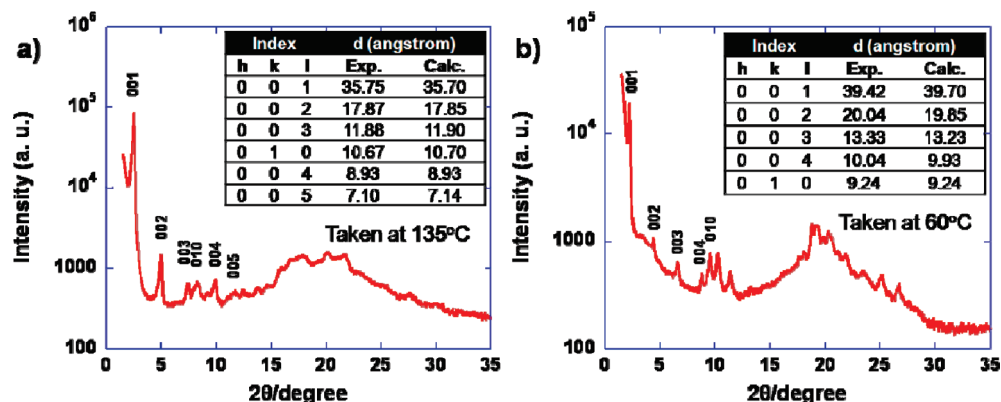 a)
Intensity (a. u.)
10⁶
10⁵
10⁴
1000
100
Index d (angstrom)
h k l Exp. Calc.
0 0 1 35.75 35.70
0 0 2 17.87 17.85
0 0 3 11.88 11.90
0 1 0 10.67 10.70
0 0 4 8.93 8.93
0 0 5 7.10 7.14
Taken at 135ºC
001
002
003
010
004
005
0 5 10 15 20 25 30 35
2θ/degree
b)
Intensity (a. u.)
10⁵
10⁴
1000
100
Index d (angstrom)
h k l Exp. Calc.
0 0 1 39.42 39.70
0 0 2 20.04 19.85
0 0 3 13.33 13.23
0 0 4 10.04 9.93
0 1 0 9.24 9.24
Taken at 60ºC
001
002
003
004
010
0 5 10 15 20 25 30 35
2θ/degree